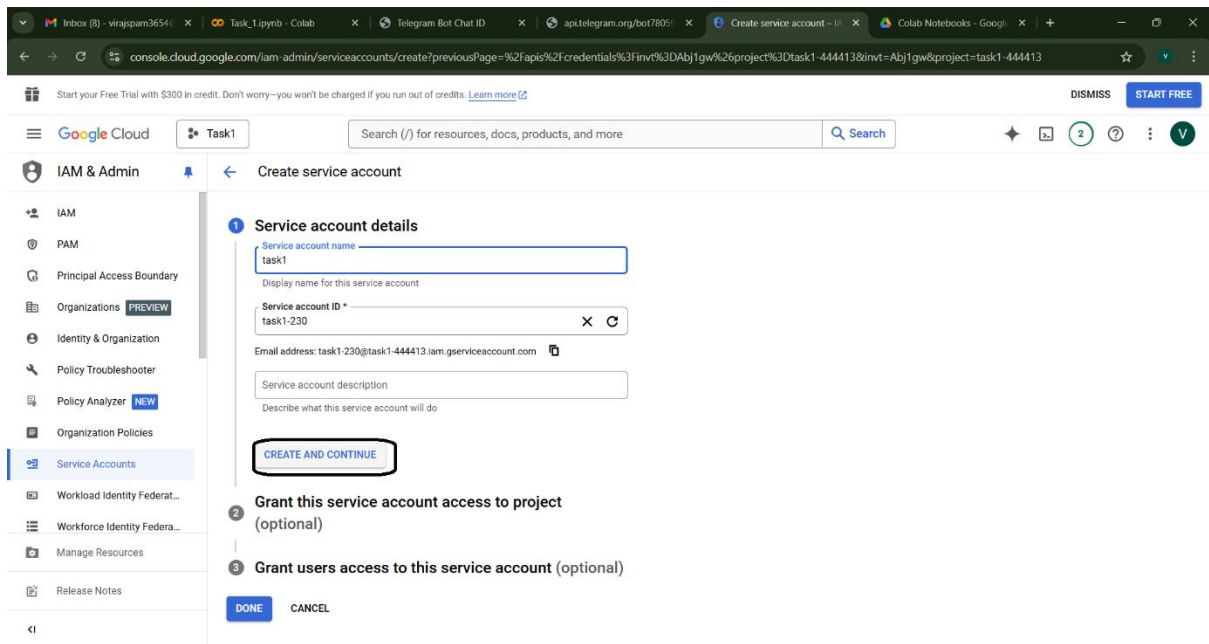 Inbox (8) - virajspam3654
Task_1.ipynb - Colab
Telegram Bot Chat ID
api.telegram.org/bot7805
Create service account – IA
Colab Notebooks - Googl
console.cloud.google.com/iam-admin/serviceaccounts/create?previousPage=%2Fapis%2Fcredentials%3Finvt%3DAbj1gw%26project%3Dtask1-444413&invt=Abj1gw&project=task1-444413
Start your Free Trial with $300 in credit. Don't worry—you won't be charged if you run out of credits. Learn more
DISMISS
START FREE
Google Cloud
Task1
Search (/) for resources, docs, products, and more
Search
2
V
IAM & Admin
Create service account
IAM
PAM
Principal Access Boundary
Organizations PREVIEW
Identity & Organization
Policy Troubleshooter
Policy Analyzer NEW
Organization Policies
Service Accounts
Workload Identity Federat...
Workforce Identity Federa...
Manage Resources
Release Notes
1 Service account details
Service account name
task1
Display name for this service account
Service account ID *
task1-230
Email address: task1-230@task1-444413.iam.gserviceaccount.com
Service account description
Describe what this service account will do
CREATE AND CONTINUE
2 Grant this service account access to project
(optional)
3 Grant users access to this service account (optional)
DONE
CANCEL